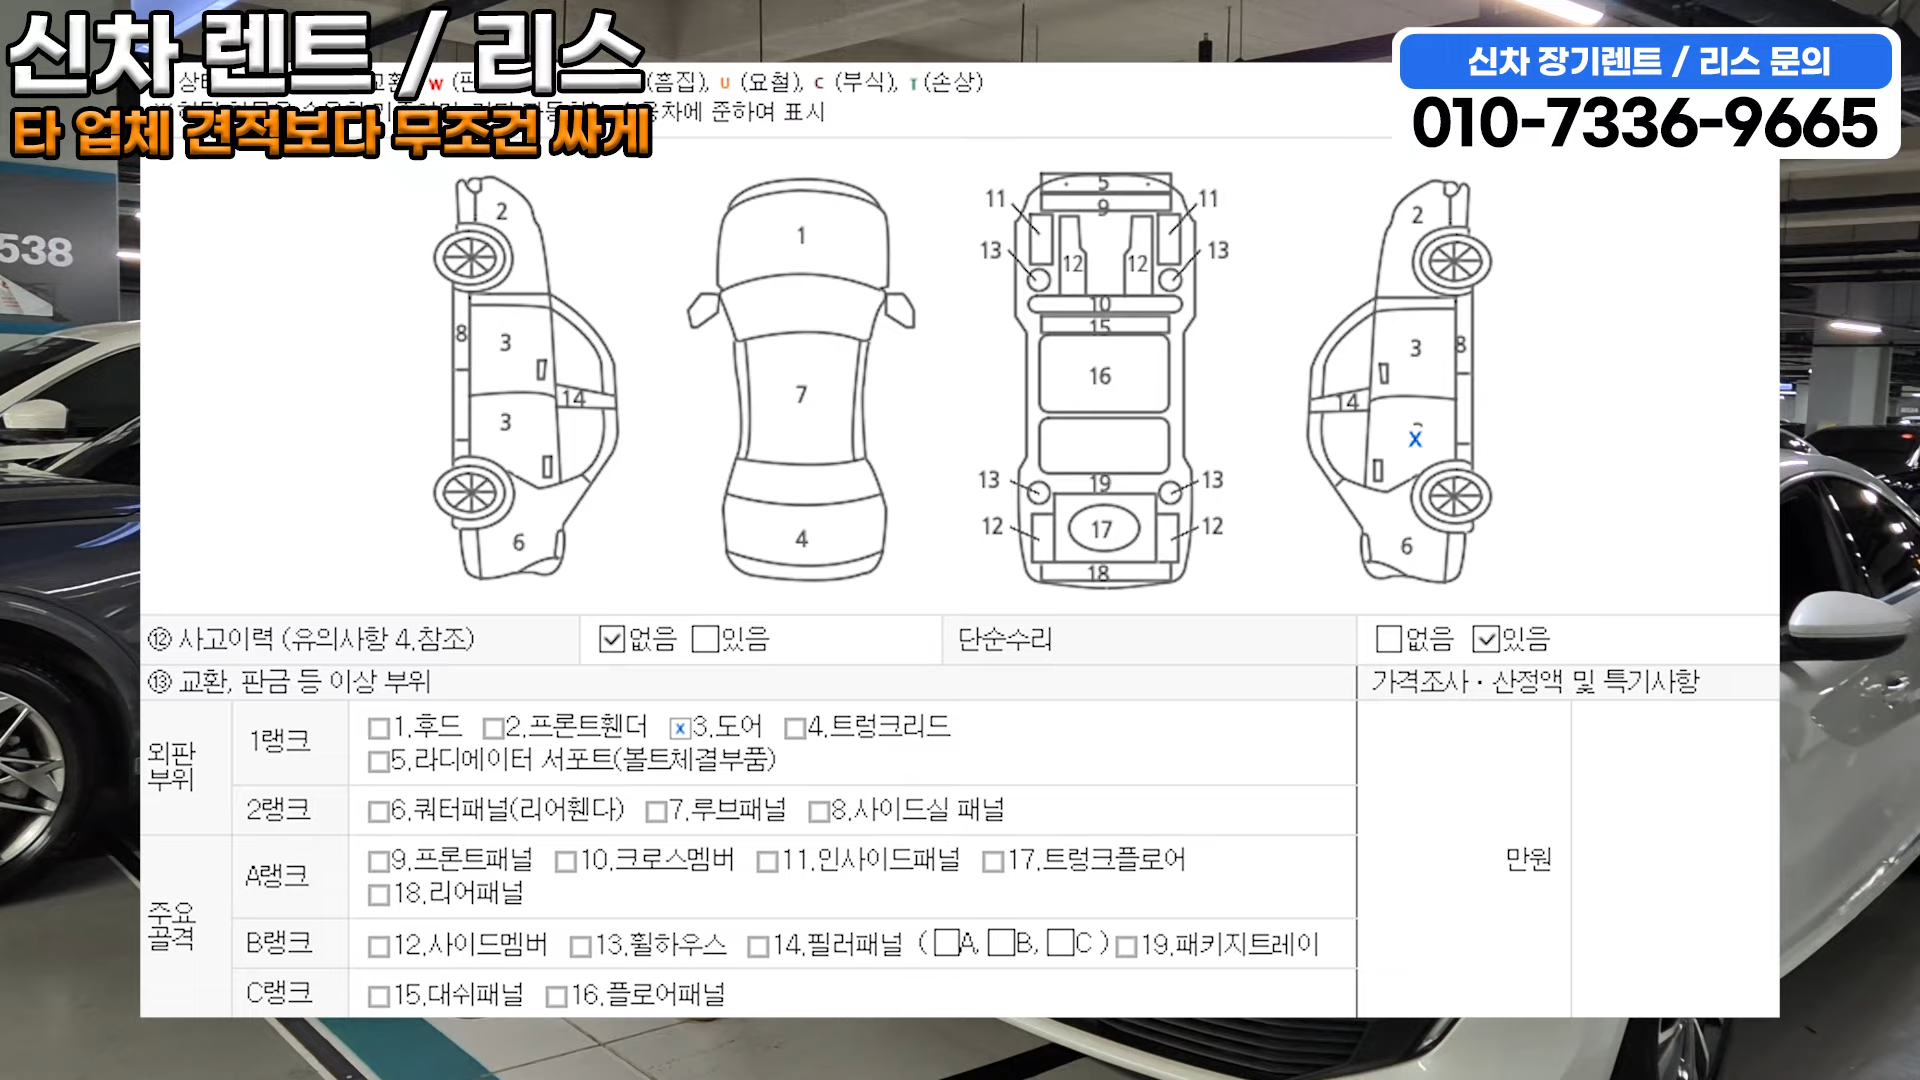 신차 렌트 / 리스
타 업체 견적보다 무조건 싸게
신차 장기렌트 / 리스 문의
010-7336-9665
W (흠집), U (요철), C (부식), T (손상)
준하여 표시
538
2
8
3
3
14
6
1
7
4
11
5
11
9
13
12
12
13
10
15
16
13
19
13
12
17
12
18
2
3
8
14
X
6
⑫ 사고이력 (유의사항 4.참조)
없음 있음
단순수리
없음 있음
⑬ 교환, 판금 등 이상 부위
가격조사·산정액 및 특기사항
외판부위
1랭크
1.후드 2.프론트휀더 X 3.도어 4.트렁크리드
5.라디에이터 서포트(볼트체결부품)
2랭크
6.쿼터패널(리어휀다) 7.루브패널 8.사이드실 패널
주요골격
A랭크
9.프론트패널 10.크로스멤버 11.인사이드패널 17.트렁크플로어
18.리어패널
만원
B랭크
12.사이드멤버 13.휠하우스 14.필러패널 ( A, B, C ) 19.패키지트레이
C랭크
15.대쉬패널 16.플로어패널